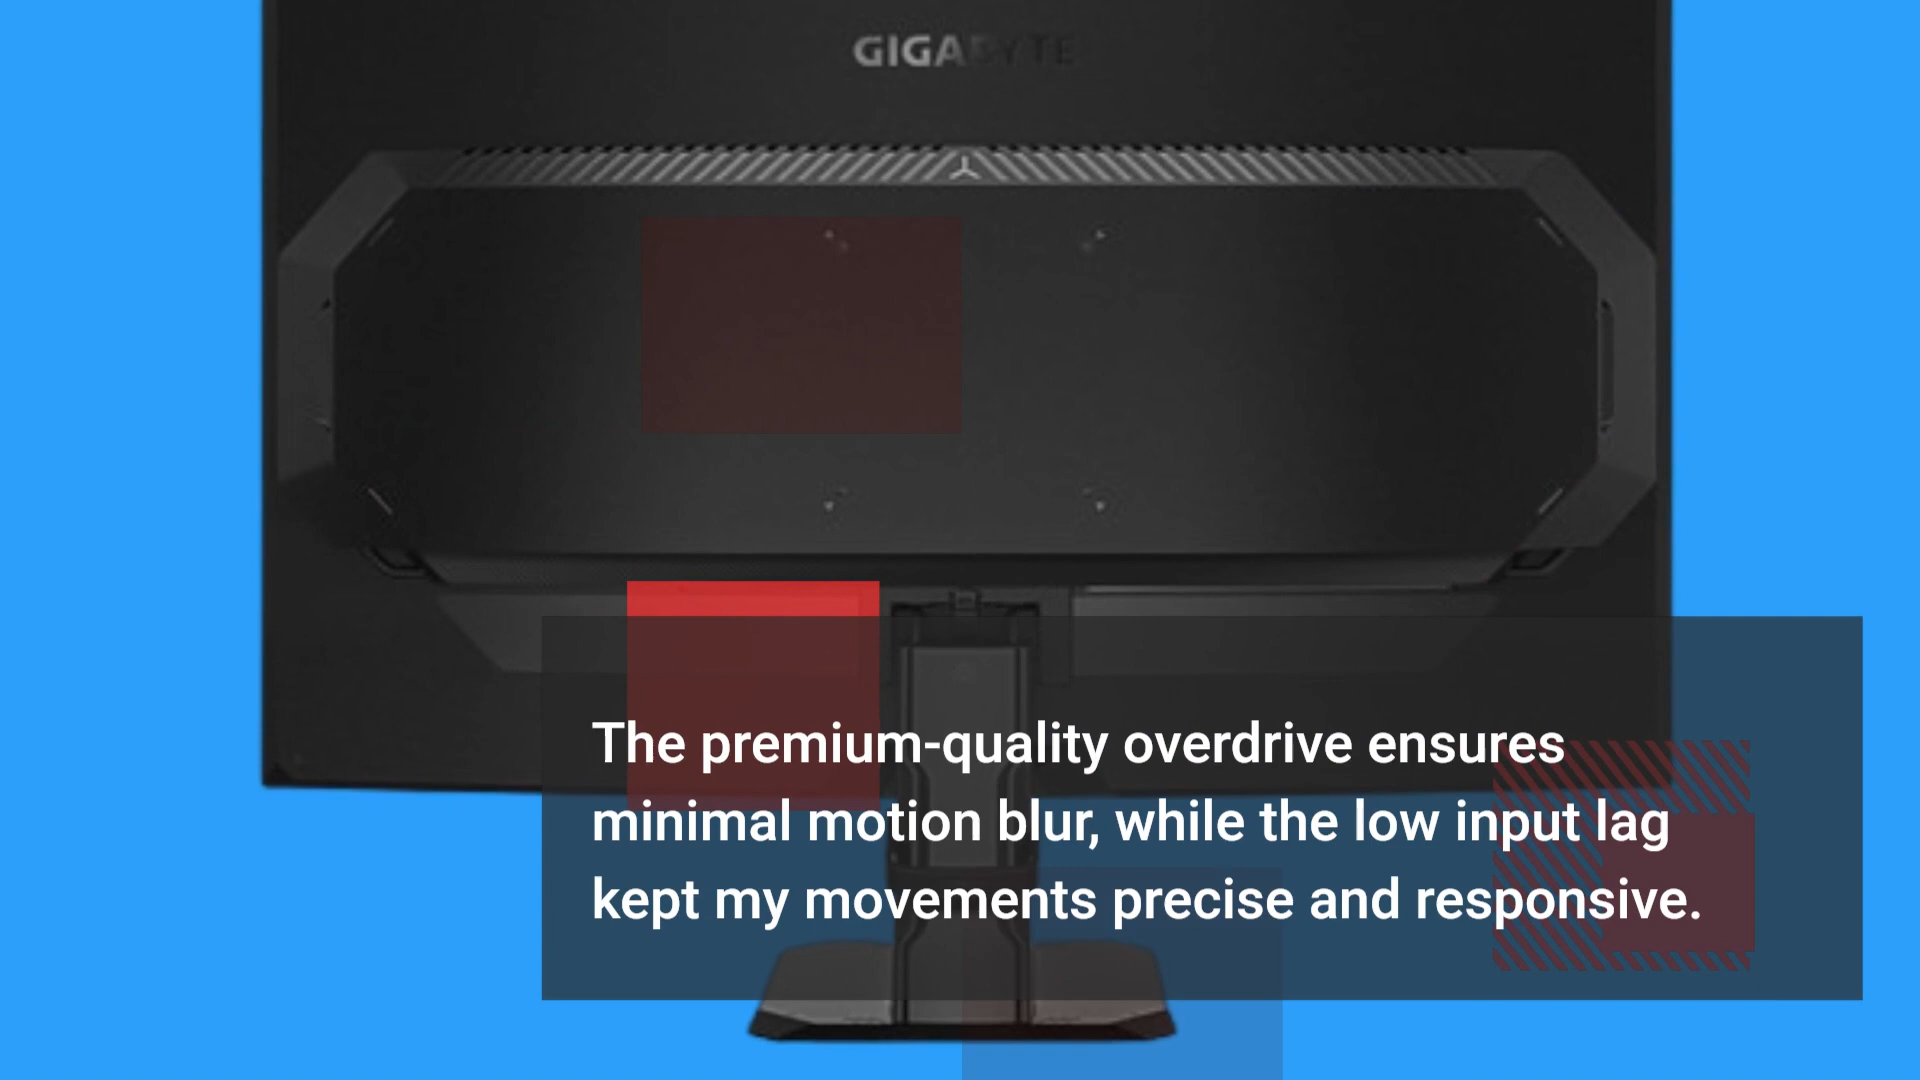 GIGABYTE
The premium-quality overdrive ensures
minimal motion blur, while the low input lag
kept my movements precise and responsive.